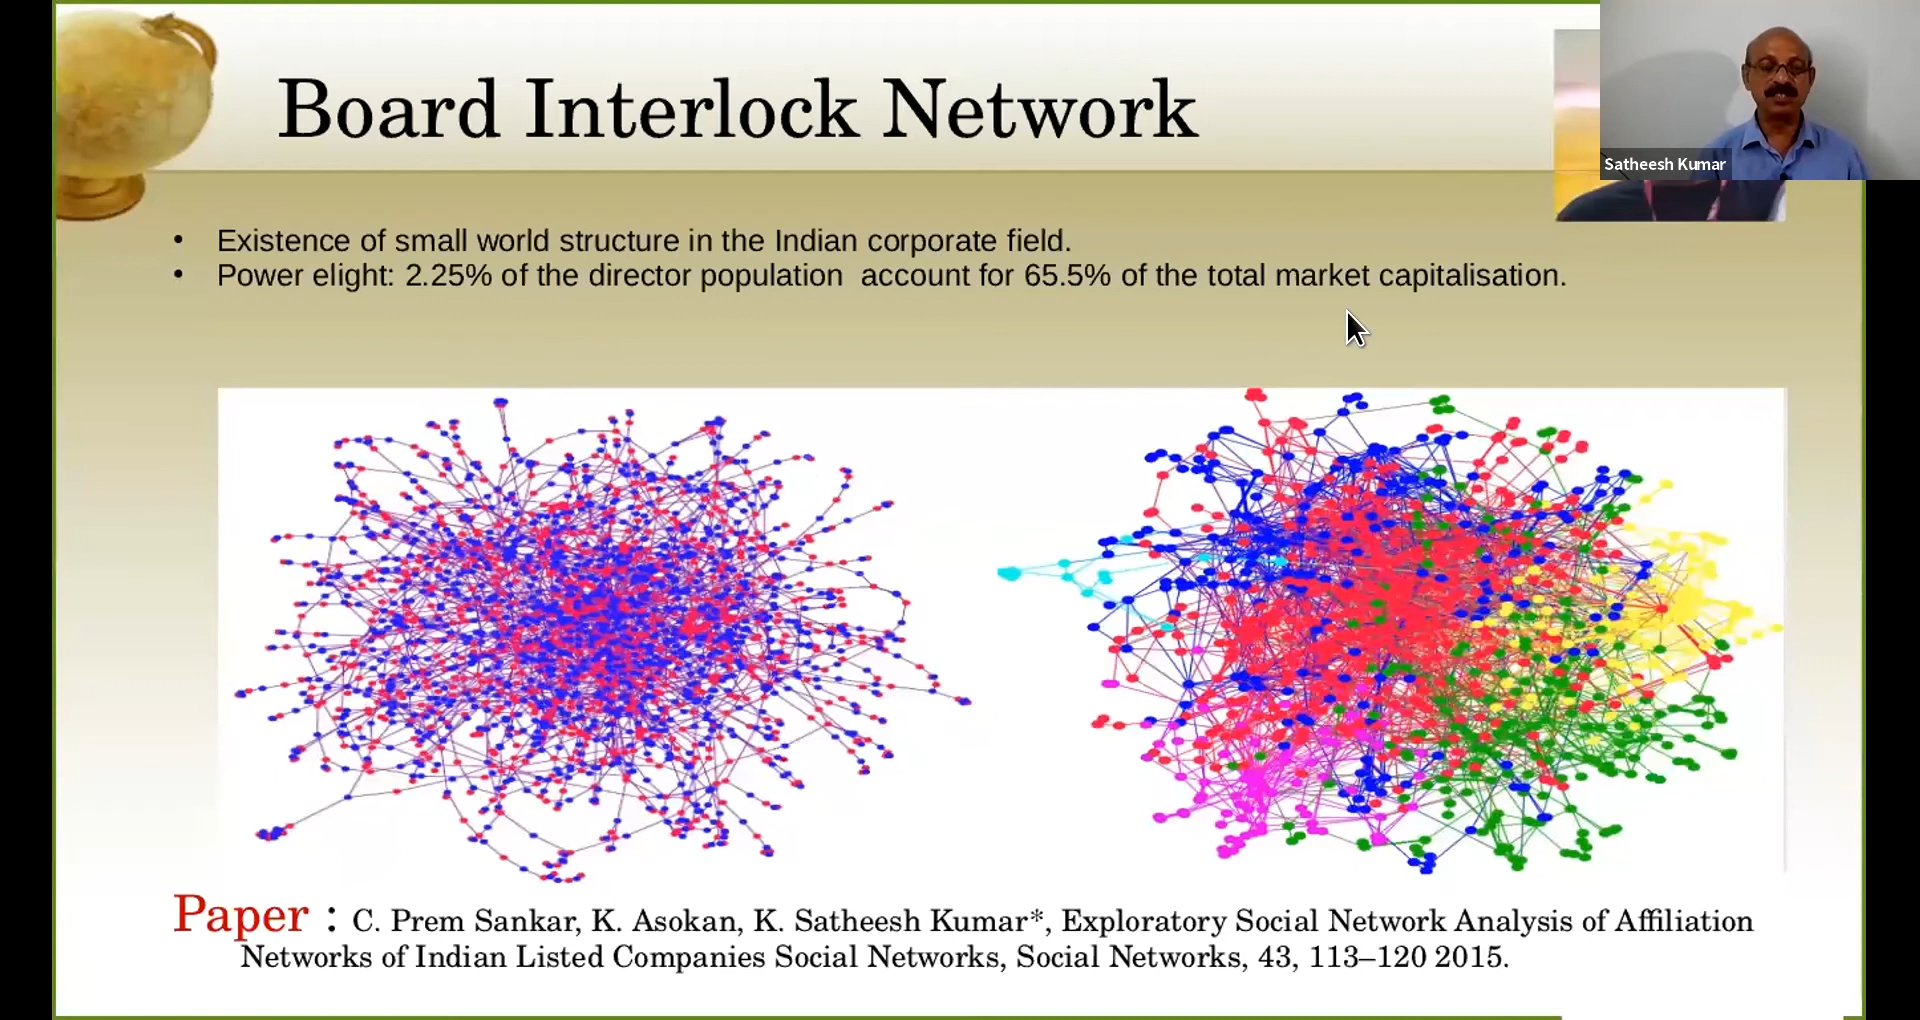 Board Interlock Network
Satheesh Kumar
• Existence of small world structure in the Indian corporate field.
• Power elight: 2.25% of the director population  account for 65.5% of the total market capitalisation.
Paper : C. Prem Sankar, K. Asokan, K. Satheesh Kumar*, Exploratory Social Network Analysis of Affiliation
Networks of Indian Listed Companies Social Networks, Social Networks, 43, 113–120 2015.